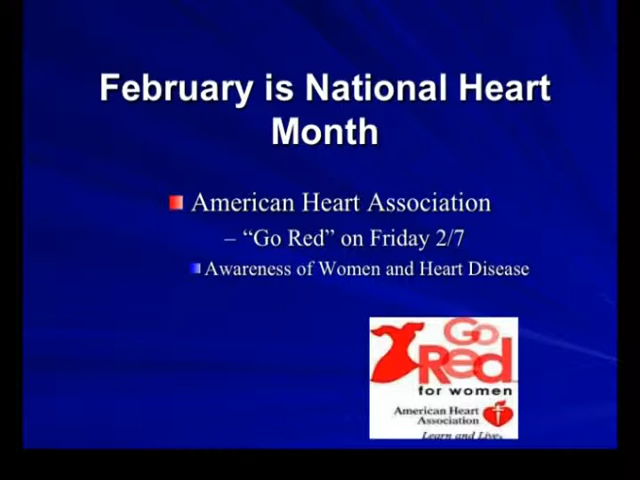 February is National Heart
Month
American Heart Association
– “Go Red” on Friday 2/7
Awareness of Women and Heart Disease
Go
Red
for women
American Heart
Association
Learn and Live